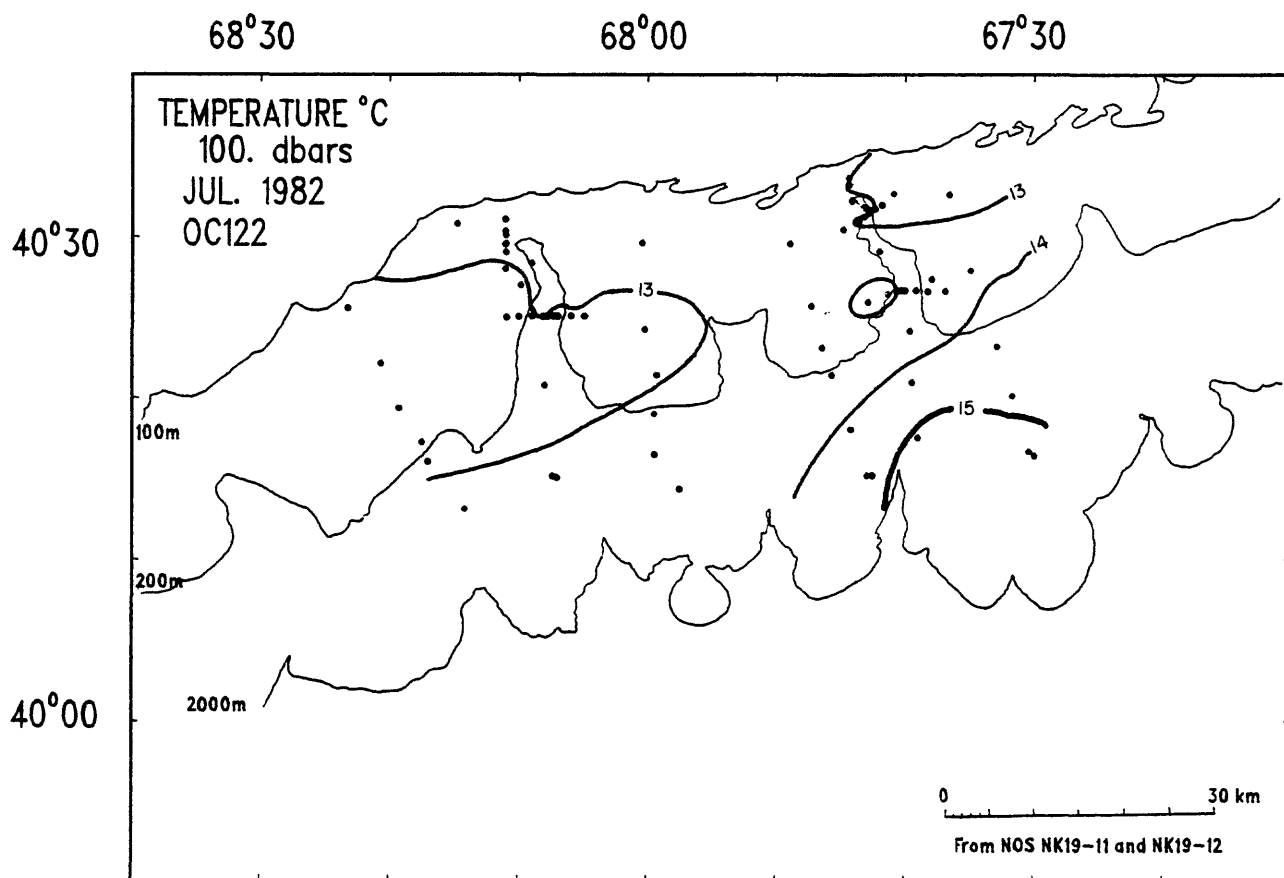 68°30
68°00
67°30
TEMPERATURE °C
100. dbars
JUL. 1982
OC122
40°30
40°00
13
14
13
15
100m
200m
2000m
0
30 km
From NOS NK19-11 and NK19-12